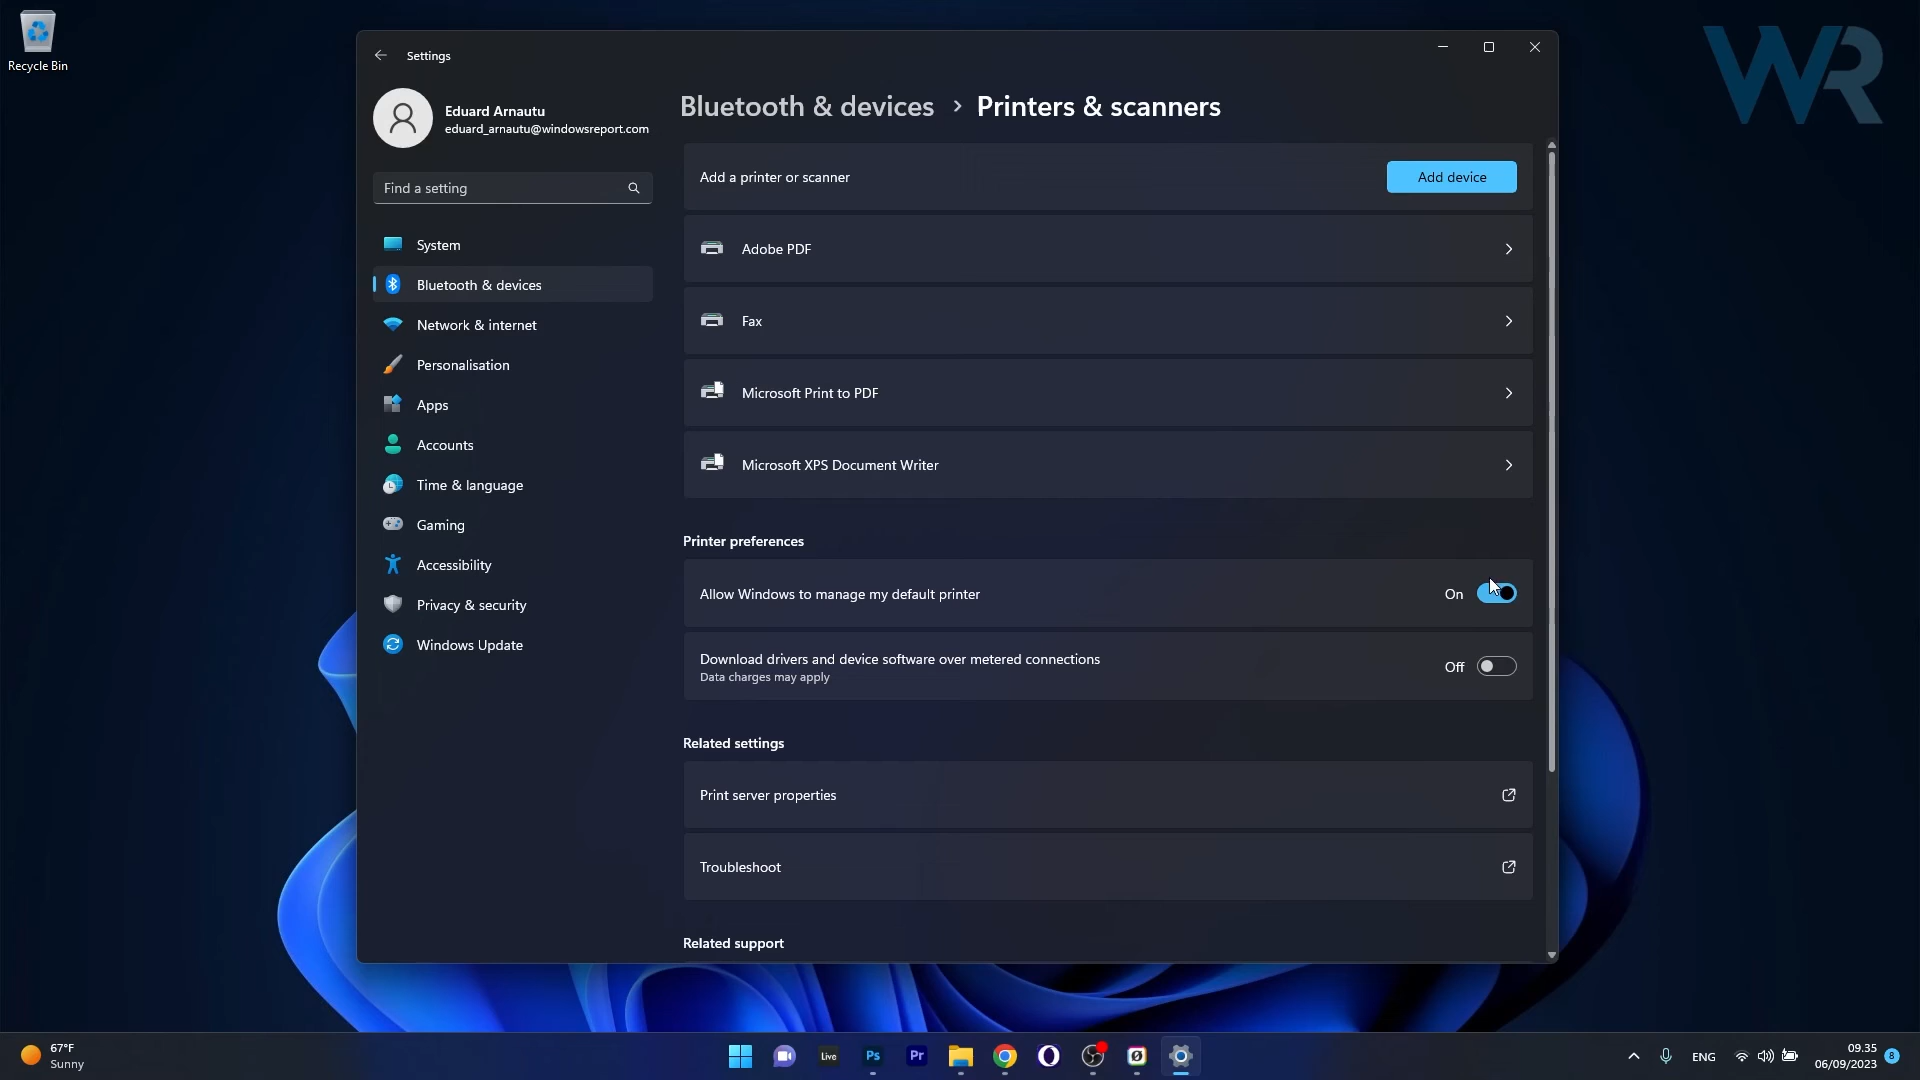 Recycle Bin
WR
Settings
Eduard Arnautu
eduard_arnautu@windowsreport.com
Find a setting
System
Bluetooth & devices
Network & internet
Personalisation
Apps
Accounts
Time & language
Gaming
Accessibility
Privacy & security
Windows Update
Bluetooth & devices > Printers & scanners
Add a printer or scanner
Add device
Adobe PDF
Fax
Microsoft Print to PDF
Microsoft XPS Document Writer
Printer preferences
Allow Windows to manage my default printer
On
Download drivers and device software over metered connections
Off
Data charges may apply
Related settings
Print server properties
Troubleshoot
Related support
67°F
Sunny
Live
Ps
Pr
ENG
09.35
06/09/2023
8